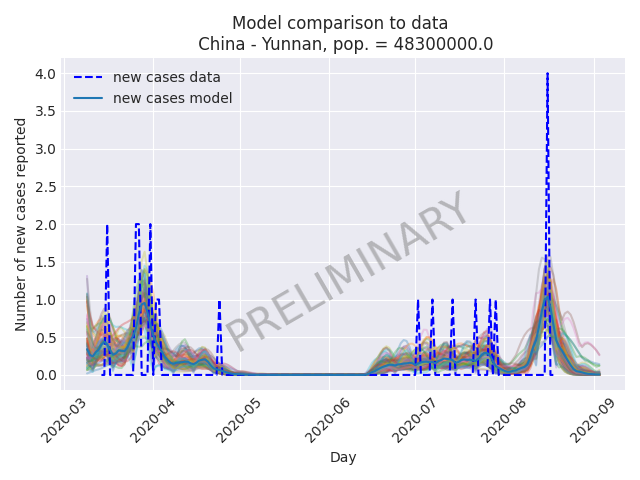 Model comparison to data
China - Yunnan, pop. = 48300000.0
new cases data
new cases model
Number of new cases reported
4.0
3.5
3.0
2.5
2.0
1.5
1.0
0.5
0.0
PRELIMINARY
2020-03
2020-04
2020-05
2020-06
2020-07
2020-08
2020-09
Day